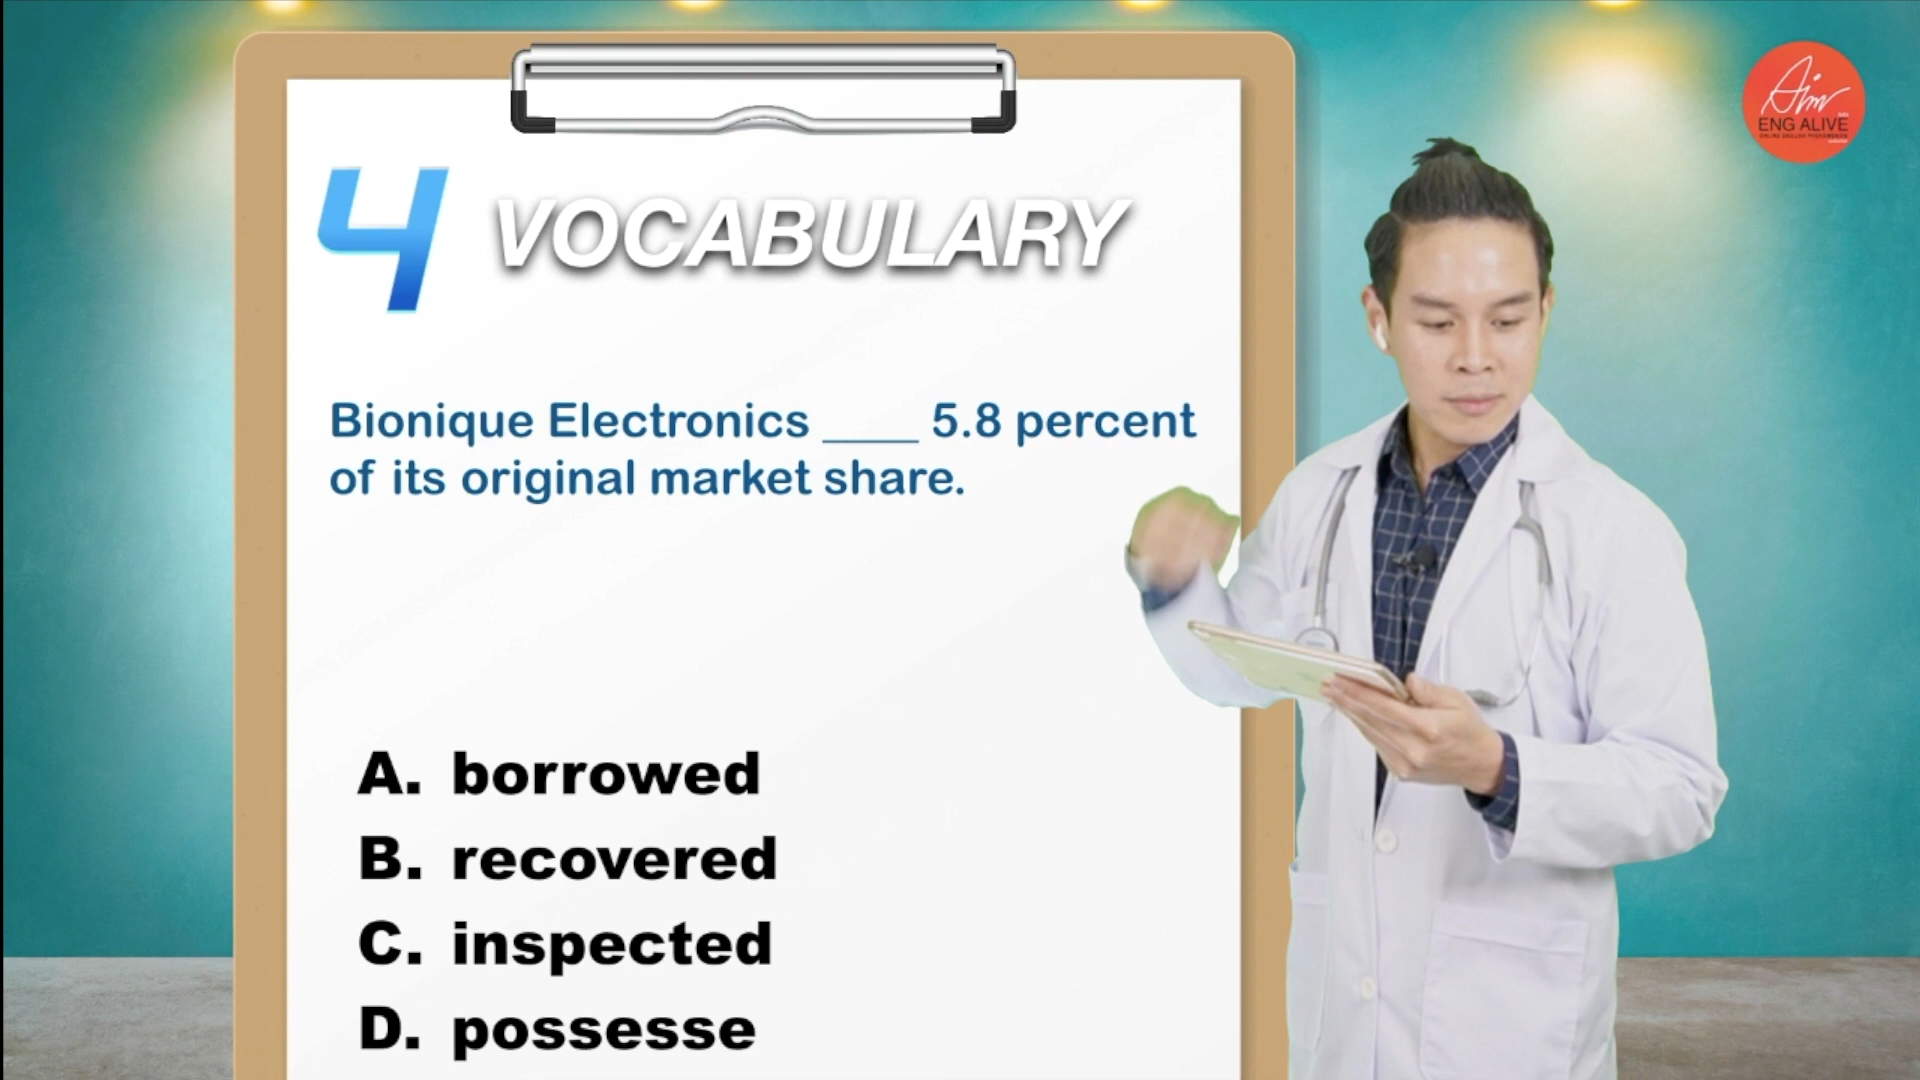 Aim
ENG ALIVE
4 VOCABULARY
Bionique Electronics ____ 5.8 percent
of its original market share.
A. borrowed
B. recovered
C. inspected
D. possesse